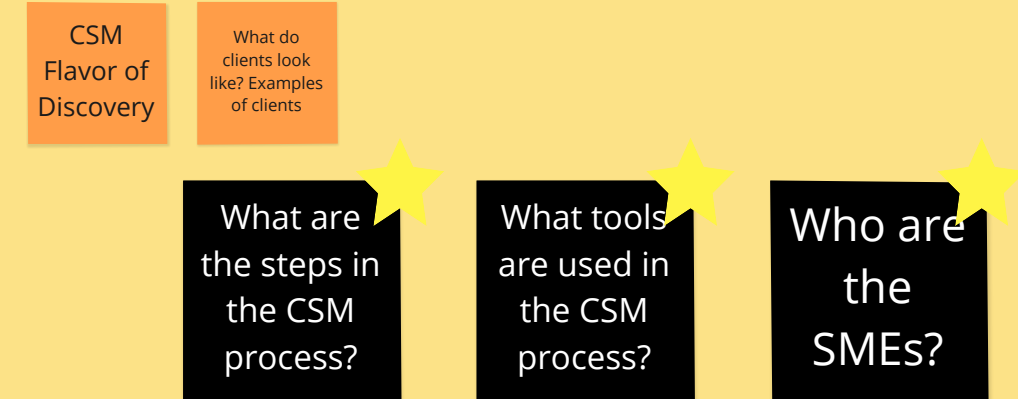 CSM
Flavor of
Discovery
What do
clients look
like? Examples
of clients
What are
the steps in
the CSM
process?
What tools
are used in
the CSM
process?
Who are
the
SMEs?